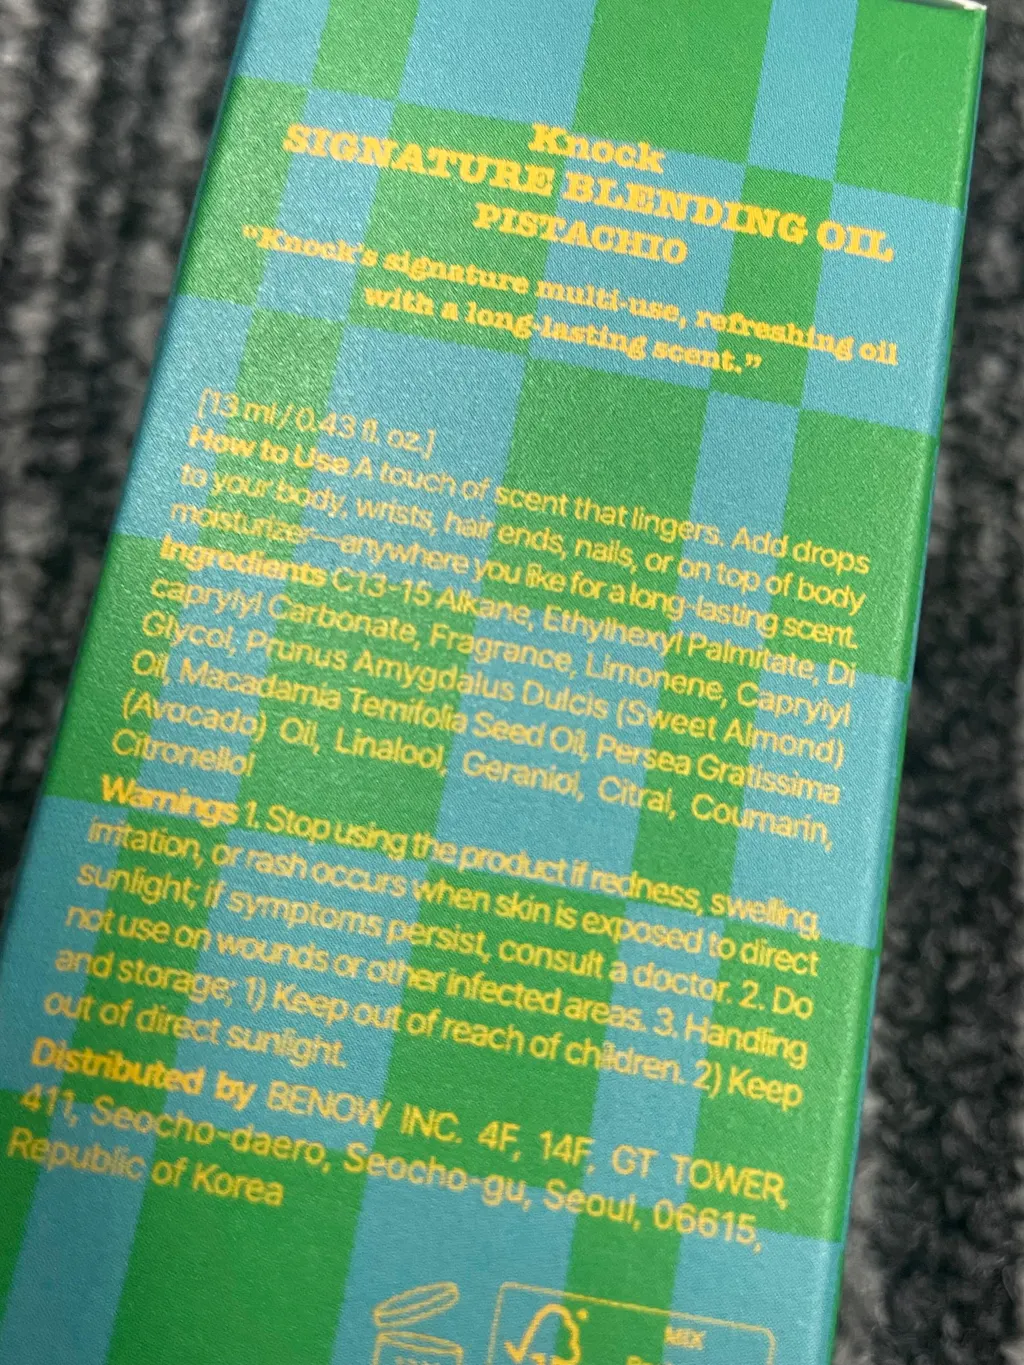 Knock
SIGNATURE BLENDING OIL
PISTACHIO
"Knock's signature multi-use, refreshing oil
with a long-lasting scent."
[13 ml / 0.43 fl. oz.]
How to Use A touch of scent that lingers. Add drops
to your body, wrists, hair ends, nails, or on top of body
moisturizer—anywhere you like for a long-lasting scent.
Ingredients C13-15 Alkane, Ethylhexyl Palmitate, Di
caprylyl Carbonate, Fragrance, Limonene, Caprylyl
Glycol, Prunus Amygdalus Dulcis (Sweet Almond)
Oil, Macadamia Ternifolia Seed Oil, Persea Gratissima
(Avocado) Oil, Linalool, Geraniol, Citral, Coumarin,
Citronellol
Warnings 1. Stop using the product if redness, swelling,
irritation, or rash occurs when skin is exposed to direct
sunlight; if symptoms persist, consult a doctor. 2. Do
not use on wounds or other infected areas. 3. Handling
and storage; 1) Keep out of reach of children. 2) Keep
out of direct sunlight.
Distributed by BENOW INC. 4F, 14F, GT TOWER,
411, Seocho-daero, Seocho-gu, Seoul, 06615,
Republic of Korea
MIX